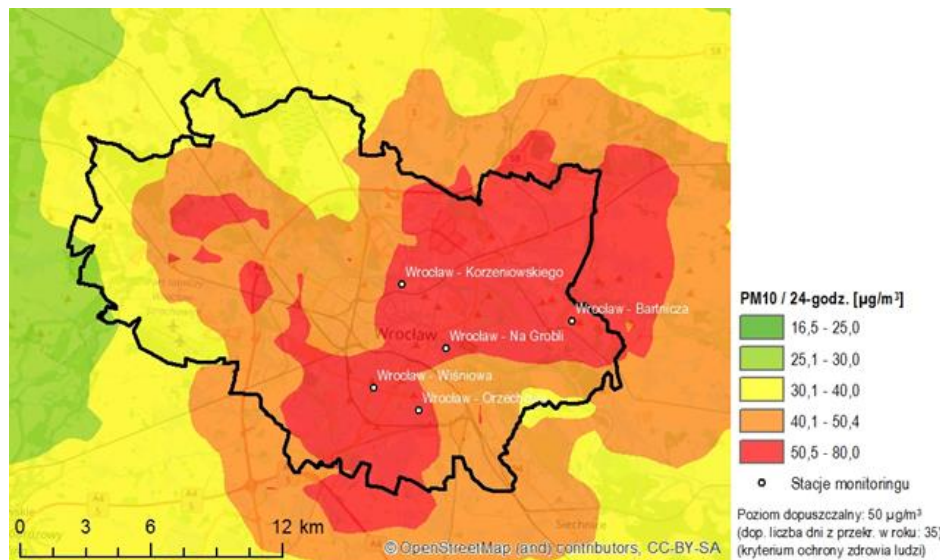 Wrocław - Korzeniowskiego
Wrocław - Bartnicza
Wrocław
Wrocław - Na Grobli
Wrocław - Wiśniowa
Wrocław - Orzech
Siechnice
0 3 6 12 km
© OpenStreetMap (and) contributors, CC-BY-SA
PM10 / 24-godz. [µg/m³]
16,5 - 25,0
25,1 - 30,0
30,1 - 40,0
40,1 - 50,4
50,5 - 80,0
Stacje monitoringu
Poziom dopuszczalny: 50 µg/m³
(dop. liczba dni z przekr. w roku: 35)
(kryterium ochrony zdrowia ludzi)